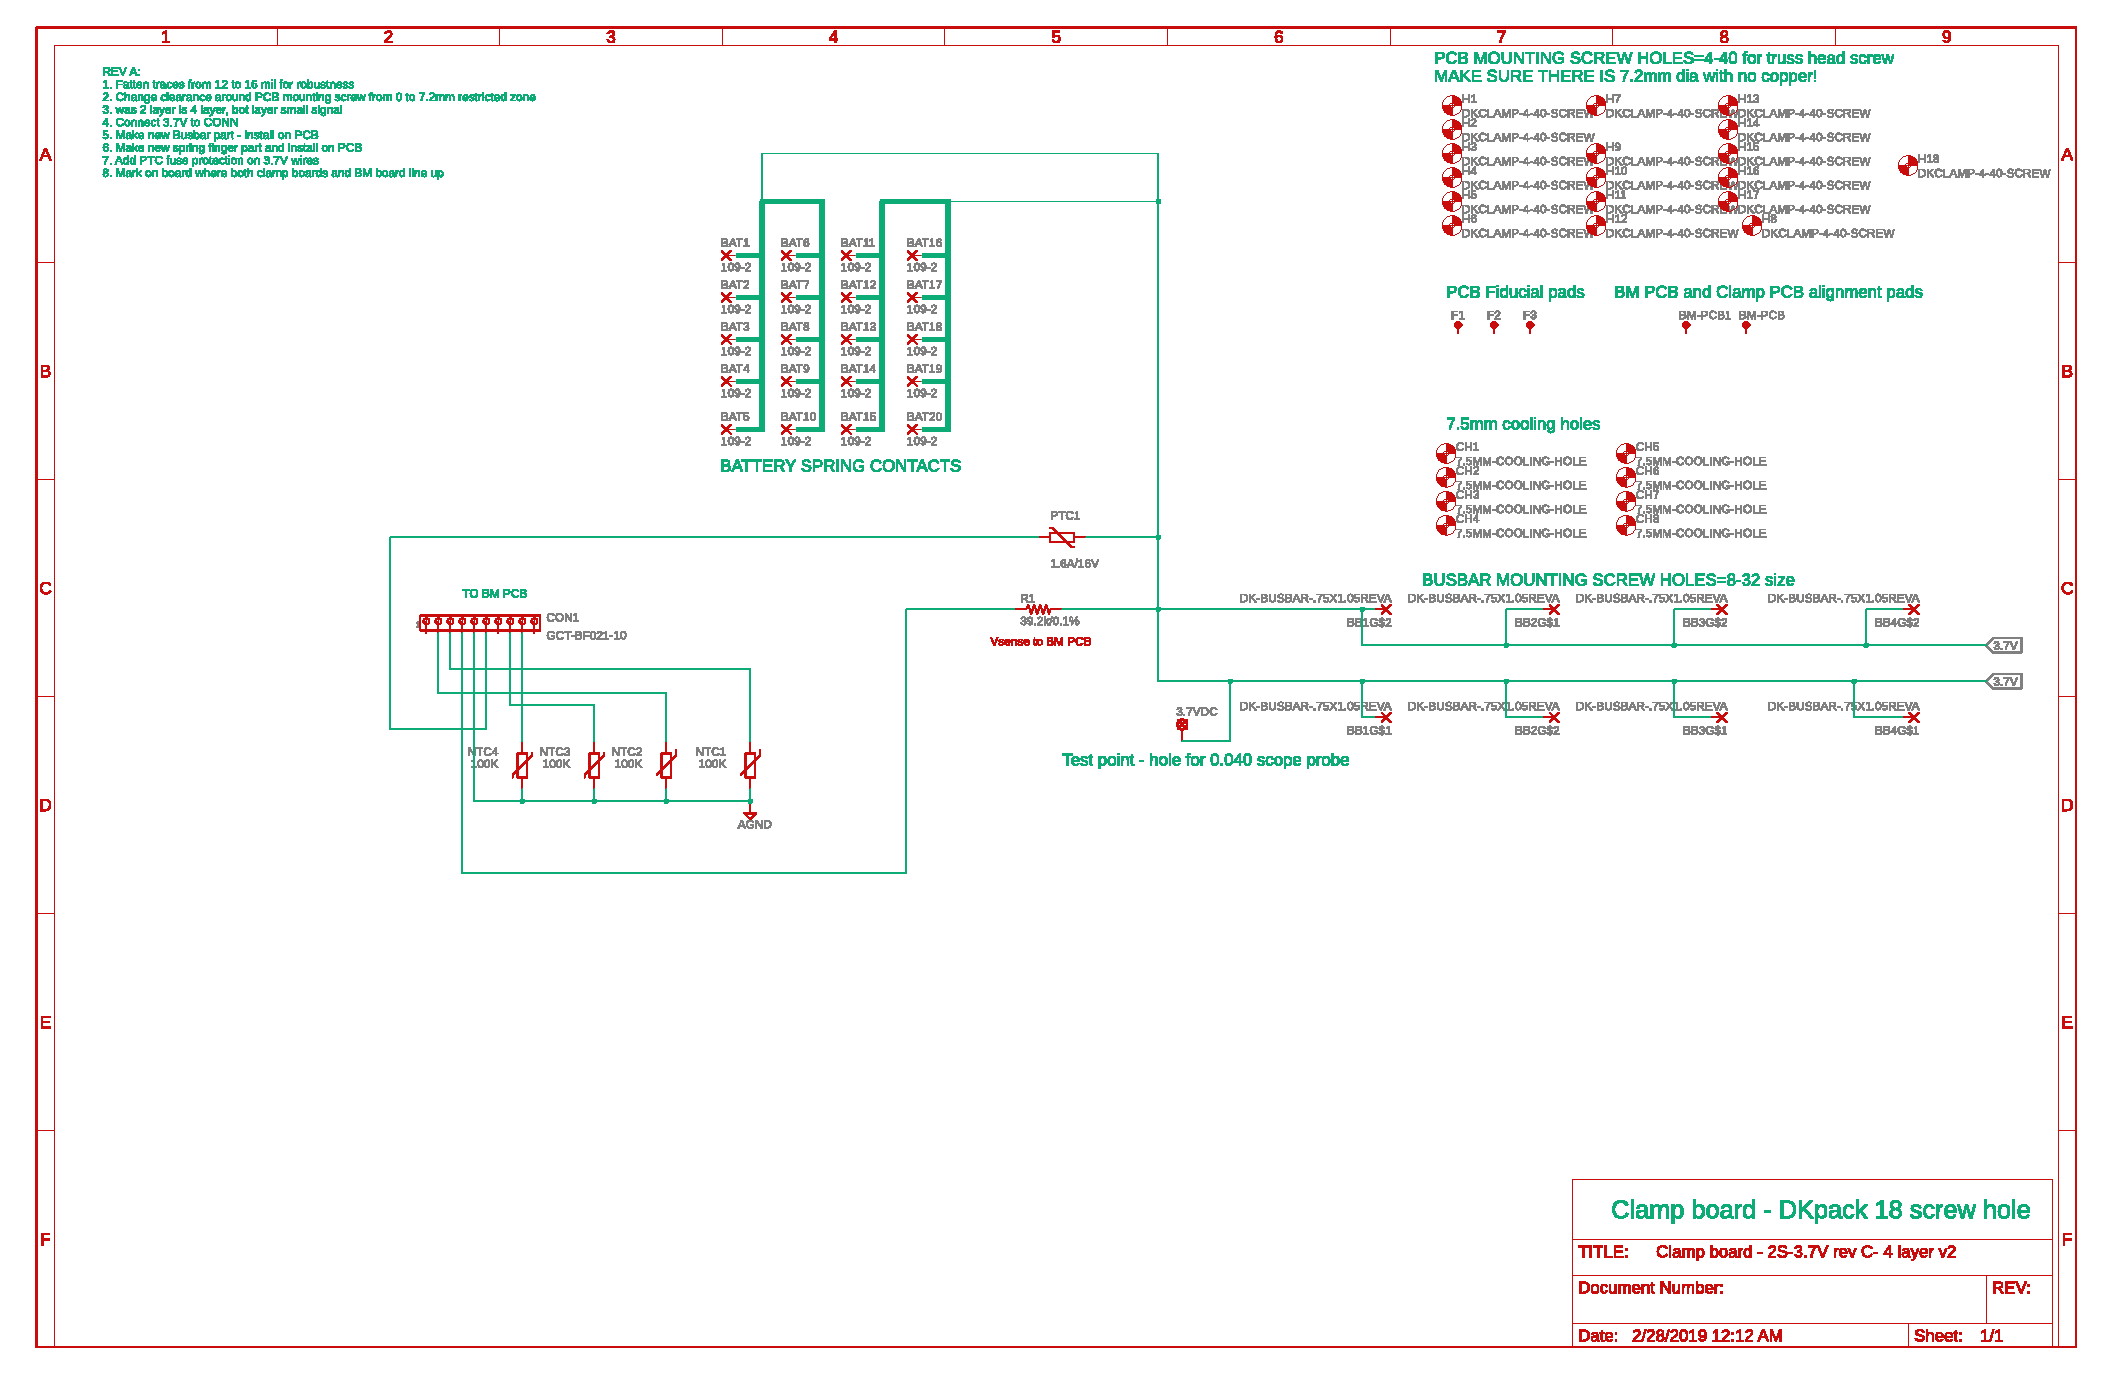 1 2 3 4 5 6 7 8 9
REV A:
1. Fatten traces from 12 to 16 mil for robustness
2. Change clearance around PCB mounting screw from 0 to 7.2mm restricted zone
3. was 2 layer is 4 layer, bot layer small signal
4. Connect 3.7V to CONN
5. Make new Busbar part - install on PCB
6. Make new spring finger part and install on PCB
7. Add PTC fuse protection on 3.7V wires
8. Mark on board where both clamp boards and BM board line up
PCB MOUNTING SCREW HOLES=4-40 for truss head screw
MAKE SURE THERE IS 7.2mm dia with no copper!
H1 H7 H13
DKCLAMP-4-40-SCREW DKCLAMP-4-40-SCREW DKCLAMP-4-40-SCREW
H2 H14
DKCLAMP-4-40-SCREW DKCLAMP-4-40-SCREW
H3 H9 H15
DKCLAMP-4-40-SCREW DKCLAMP-4-40-SCREW DKCLAMP-4-40-SCREW
H4 H10 H16
DKCLAMP-4-40-SCREW DKCLAMP-4-40-SCREW DKCLAMP-4-40-SCREW
H5 H11 H17
DKCLAMP-4-40-SCREW DKCLAMP-4-40-SCREW DKCLAMP-4-40-SCREW
H6 H12 H8
DKCLAMP-4-40-SCREW DKCLAMP-4-40-SCREW DKCLAMP-4-40-SCREW
H18
DKCLAMP-4-40-SCREW
A A
BAT1 BAT6 BAT11 BAT16
109-2 109-2 109-2 109-2
BAT2 BAT7 BAT12 BAT17
109-2 109-2 109-2 109-2
BAT3 BAT8 BAT13 BAT18
109-2 109-2 109-2 109-2
BAT4 BAT9 BAT14 BAT19
109-2 109-2 109-2 109-2
BAT5 BAT10 BAT15 BAT20
109-2 109-2 109-2 109-2
BATTERY SPRING CONTACTS
PCB Fiducial pads BM PCB and Clamp PCB alignment pads
F1 F2 F3 BM-PCB1 BM-PCB
B B
7.5mm cooling holes
CH1 CH5
7.5MM-COOLING-HOLE 7.5MM-COOLING-HOLE
CH2 CH6
7.5MM-COOLING-HOLE 7.5MM-COOLING-HOLE
CH3 CH7
7.5MM-COOLING-HOLE 7.5MM-COOLING-HOLE
CH4 CH8
7.5MM-COOLING-HOLE 7.5MM-COOLING-HOLE
PTC1
1.6A/16V
BUSBAR MOUNTING SCREW HOLES=8-32 size
C C
TO BM PCB
1
CON1
GCT-BF021-10
R1
39.2k/0.1%
Vsense to BM PCB
DK-BUSBAR-.75X1.05REVA DK-BUSBAR-.75X1.05REVA DK-BUSBAR-.75X1.05REVA DK-BUSBAR-.75X1.05REVA
BB1G$2 BB2G$1 BB3G$2 BB4G$2
3.7V
3.7V
DK-BUSBAR-.75X1.05REVA DK-BUSBAR-.75X1.05REVA DK-BUSBAR-.75X1.05REVA DK-BUSBAR-.75X1.05REVA
BB1G$1 BB2G$2 BB3G$1 BB4G$1
3.7VDC
Test point - hole for 0.040 scope probe
NTC4 NTC3 NTC2 NTC1
100K 100K 100K 100K
AGND
D D
E E
F F
Clamp board - DKpack 18 screw hole
TITLE: Clamp board - 2S-3.7V rev C- 4 layer v2
Document Number: REV:
Date: 2/28/2019 12:12 AM Sheet: 1/1